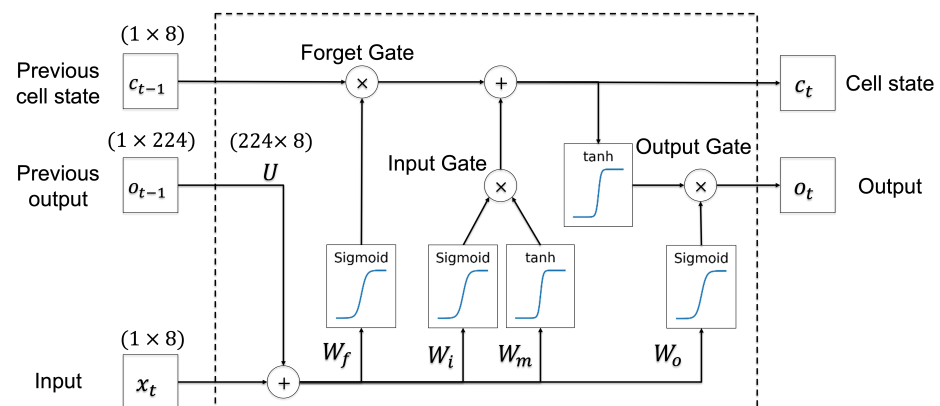 (1 × 8)
Forget Gate
Previous
cell state
c_{t−1}
×
+
c_t
Cell state
(1 × 224)
(224× 8)
U
Previous
output
o_{t−1}
Input Gate
×
tanh
Output Gate
×
o_t
Output
Sigmoid
Sigmoid
tanh
Sigmoid
(1 × 8)
W_f
W_i
W_m
W_o
Input
x_t
+